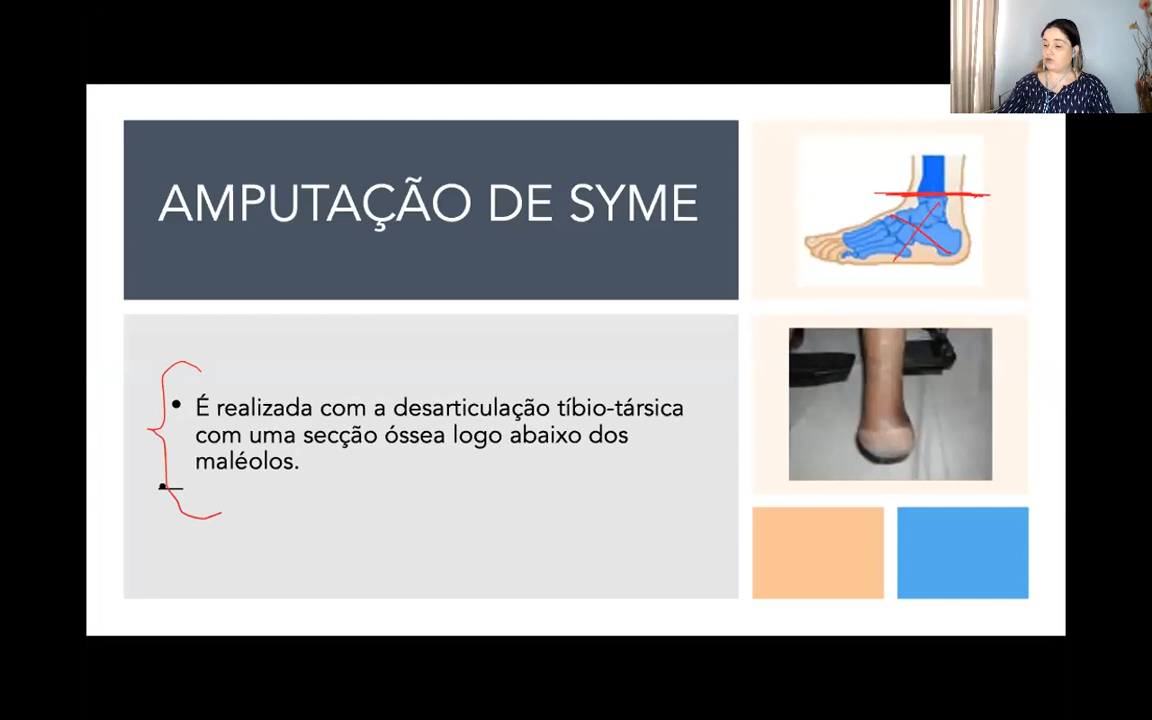 AMPUTAÇÃO DE SYME
• É realizada com a desarticulação tíbio-társica
com uma secção óssea logo abaixo dos
maléolos.